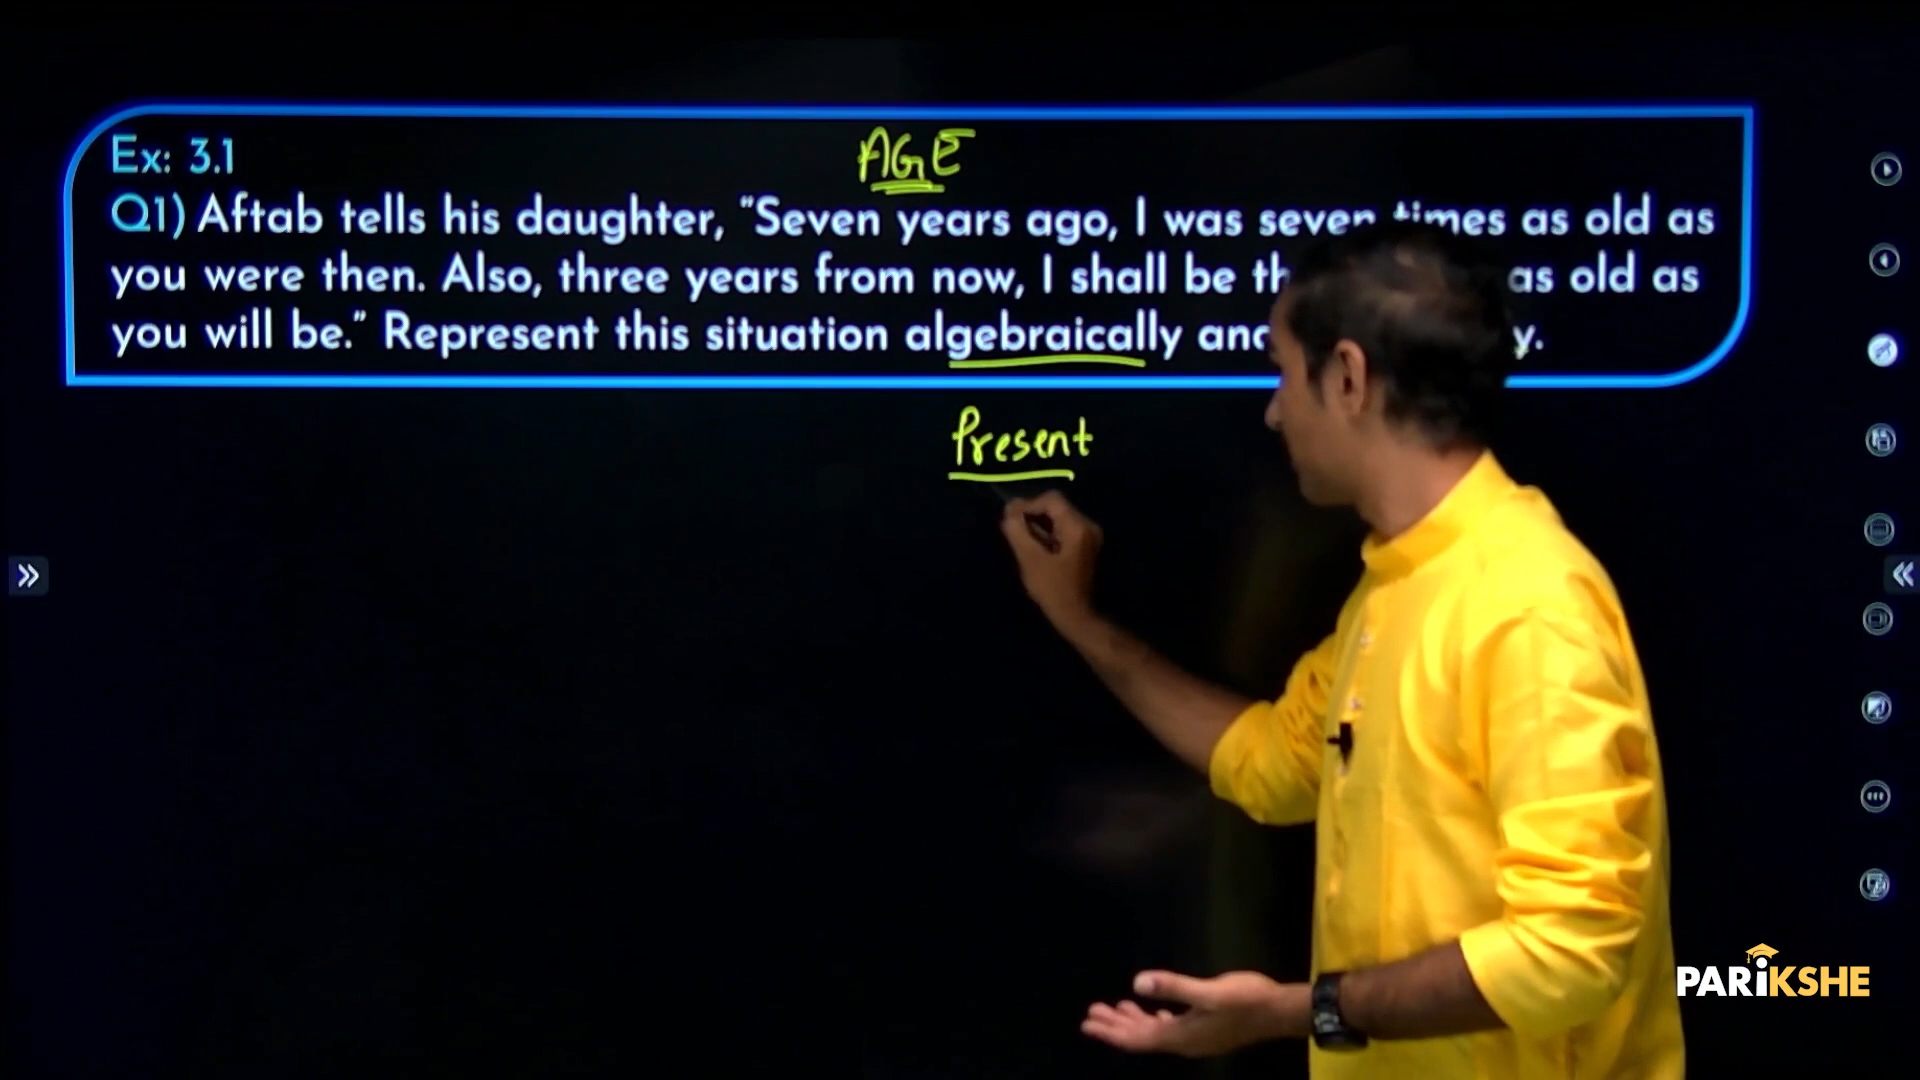 Ex: 3.1
AGE
Q1) Aftab tells his daughter, "Seven years ago, I was seven times as old as
you were then. Also, three years from now, I shall be as old as
you will be." Represent this situation algebraically
Present
PARiKSHE